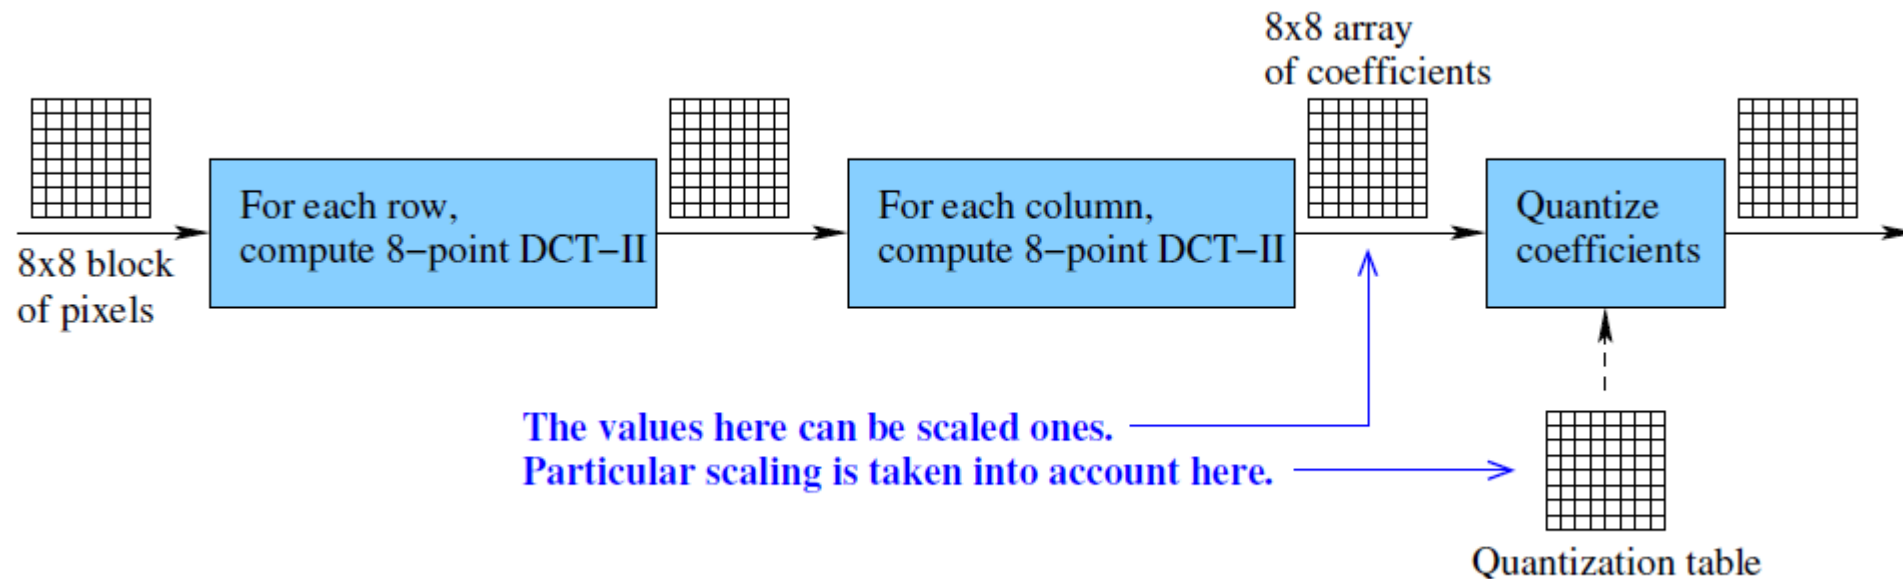 8x8 array
of coefficients
For each row,
compute 8−point DCT−II
For each column,
compute 8−point DCT−II
Quantize
coefficients
8x8 block
of pixels
The values here can be scaled ones.
Particular scaling is taken into account here.
Quantization table